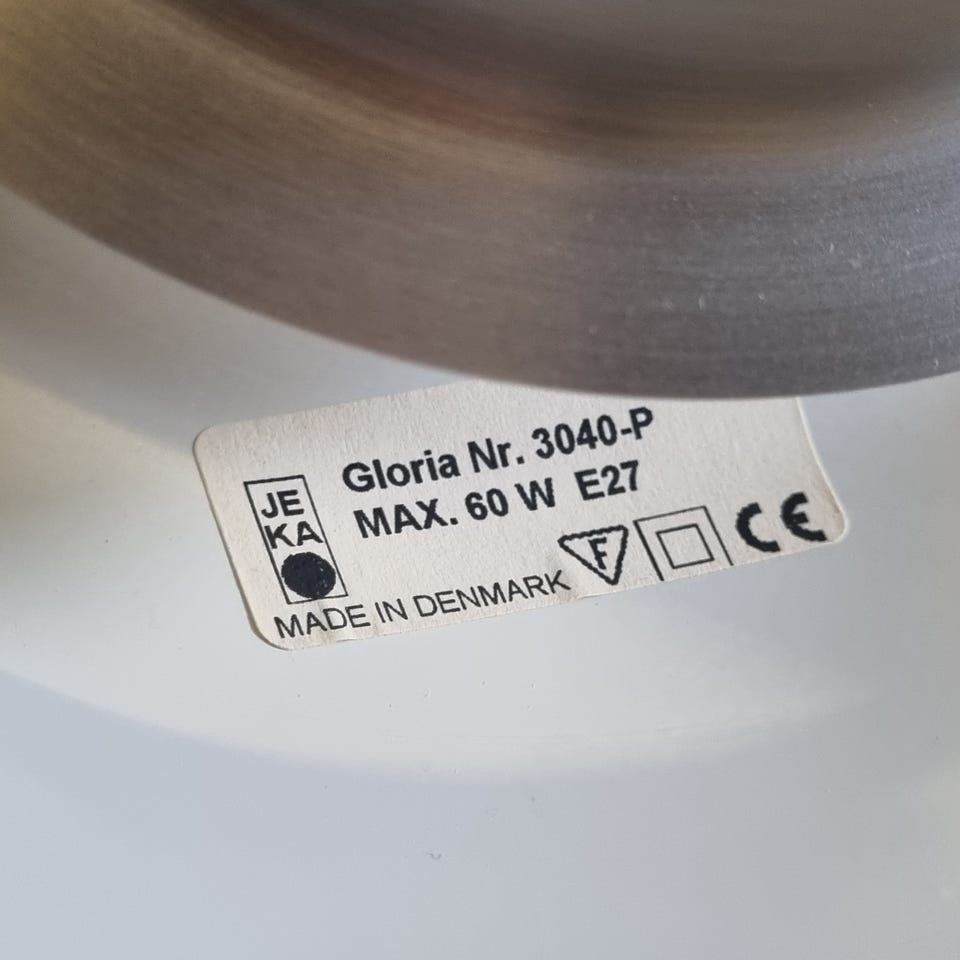 Gloria Nr. 3040-P
MAX. 60 W E27
JE
KA
F
CE
MADE IN DENMARK